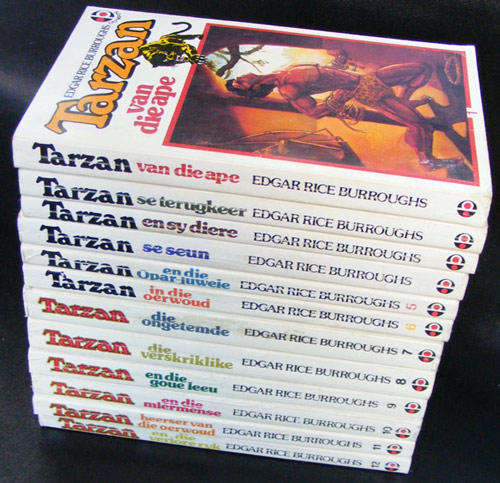 EDGAR RICE BURROUGHS
Tarzan
van
die ape
1
Tarzan van die ape EDGAR RICE BURROUGHS
Tarzan se terugkeer EDGAR RICE BURROUGHS
Tarzan en sy diere EDGAR RICE BURROUGHS
Tarzan se seun EDGAR RICE BURROUGHS
Tarzan en die
Opar-juweie EDGAR RICE BURROUGHS 5
Tarzan in die
oerwoud EDGAR RICE BURROUGHS 6
Tarzan die
ongetemde EDGAR RICE BURROUGHS 7
Tarzan die
verskriklike EDGAR RICE BURROUGHS 8
Tarzan en die
goue leeu EDGAR RICE BURROUGHS 9
Tarzan en die
miermense EDGAR RICE BURROUGHS 10
Tarzan heerser van
die oerwoud EDGAR RICE BURROUGHS 11
Tarzan en die
EDGAR RICE BURROUGHS 12